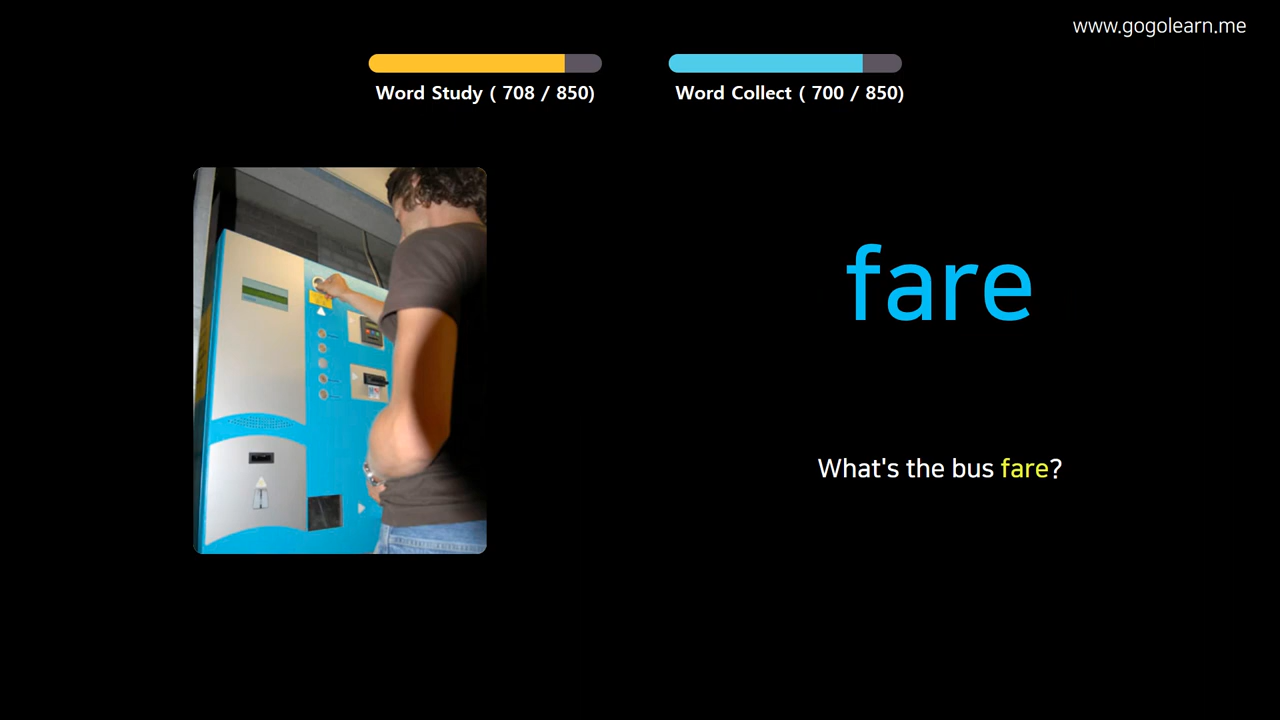 www.gogolearn.me
Word Study ( 708 / 850)
Word Collect ( 700 / 850)
fare
What's the bus fare?